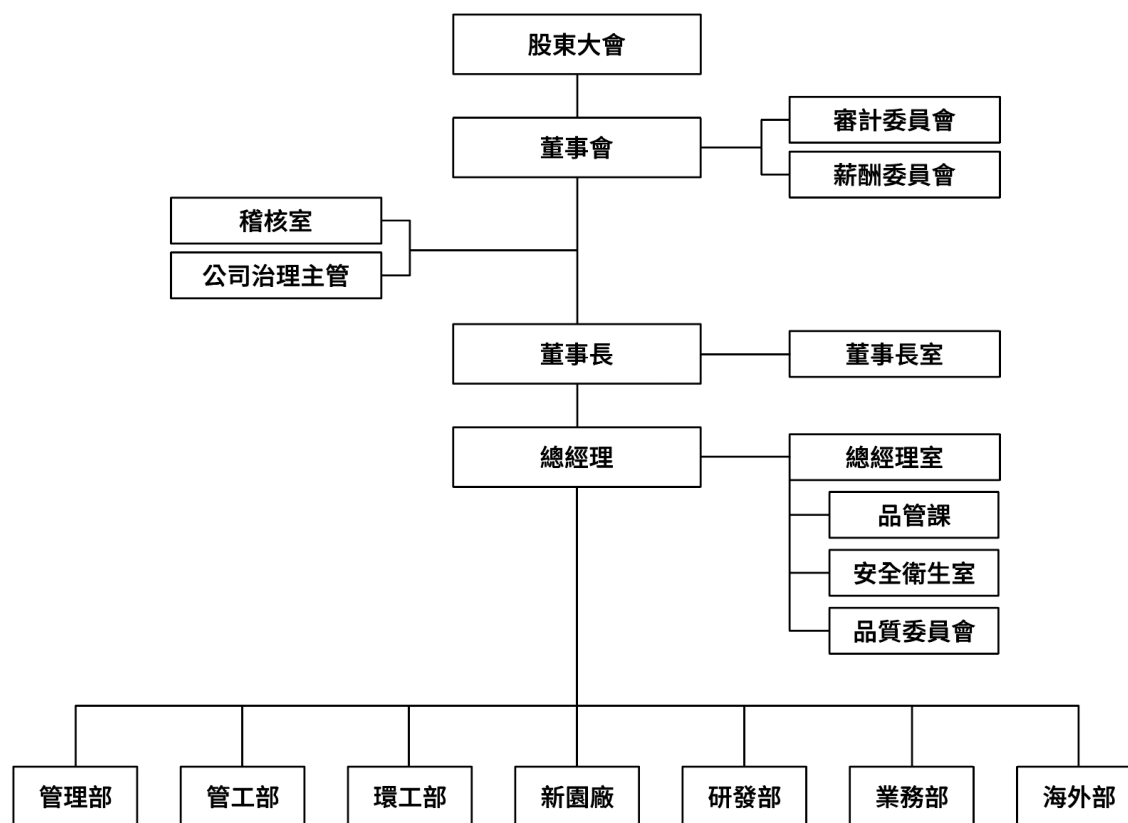 股東大會
董事會
審計委員會
薪酬委員會
稽核室
公司治理主管
董事長
董事長室
總經理
總經理室
品管課
安全衛生室
品質委員會
管理部
管工部
環工部
新園廠
研發部
業務部
海外部